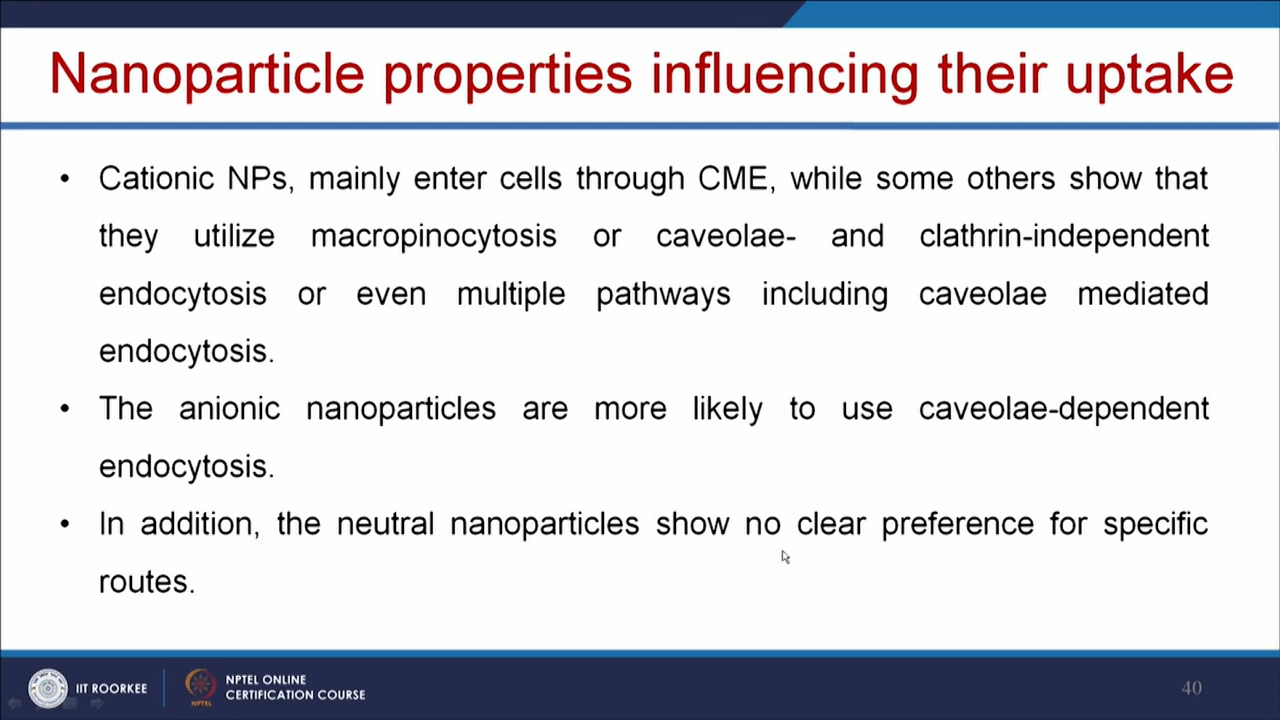 Nanoparticle properties influencing their uptake
• Cationic NPs, mainly enter cells through CME, while some others show that
they utilize macropinocytosis or caveolae- and clathrin-independent
endocytosis or even multiple pathways including caveolae mediated
endocytosis.
• The anionic nanoparticles are more likely to use caveolae-dependent
endocytosis.
• In addition, the neutral nanoparticles show no clear preference for specific
routes.
IIT ROORKEE
NPTEL
NPTEL ONLINE
CERTIFICATION COURSE
40